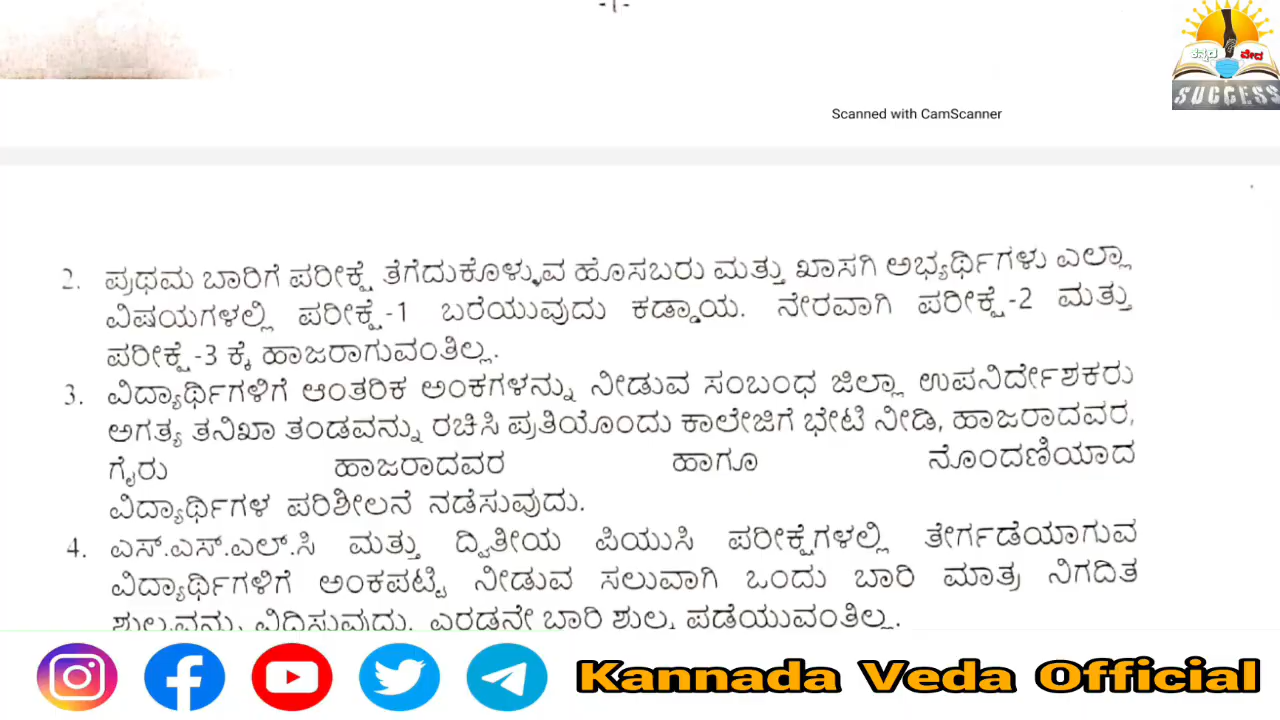 -1-
ಕನ್ನಡ ವೇದ
SUCCESS
Scanned with CamScanner
2. ಪ್ರಥಮ ಬಾರಿಗೆ ಪರೀಕ್ಷೆ ತೆಗೆದುಕೊಳ್ಳುವ ಹೊಸಬರು ಮತ್ತು ಖಾಸಗಿ ಅಭ್ಯರ್ಥಿಗಳು ಎಲ್ಲಾ
ವಿಷಯಗಳಲ್ಲಿ ಪರೀಕ್ಷೆ-1 ಬರೆಯುವುದು ಕಡ್ಡಾಯ. ನೇರವಾಗಿ ಪರೀಕ್ಷೆ-2 ಮತ್ತು
ಪರೀಕ್ಷೆ-3 ಕ್ಕೆ ಹಾಜರಾಗುವಂತಿಲ್ಲ.
3. ವಿದ್ಯಾರ್ಥಿಗಳಿಗೆ ಆಂತರಿಕ ಅಂಕಗಳನ್ನು ನೀಡುವ ಸಂಬಂಧ ಜಿಲ್ಲಾ ಉಪನಿರ್ದೇಶಕರು
ಅಗತ್ಯ ತನಿಖಾ ತಂಡವನ್ನು ರಚಿಸಿ ಪ್ರತಿಯೊಂದು ಕಾಲೇಜಿಗೆ ಭೇಟಿ ನೀಡಿ, ಹಾಜರಾದವರ,
ಗೈರು ಹಾಜರಾದವರ ಹಾಗೂ ನೊಂದಣಿಯಾದ
ವಿದ್ಯಾರ್ಥಿಗಳ ಪರಿಶೀಲನೆ ನಡೆಸುವುದು.
4. ಎಸ್.ಎಸ್.ಎಲ್.ಸಿ ಮತ್ತು ದ್ವಿತೀಯ ಪಿಯುಸಿ ಪರೀಕ್ಷೆಗಳಲ್ಲಿ ತೇರ್ಗಡೆಯಾಗುವ
ವಿದ್ಯಾರ್ಥಿಗಳಿಗೆ ಅಂಕಪಟ್ಟಿ ನೀಡುವ ಸಲುವಾಗಿ ಒಂದು ಬಾರಿ ಮಾತ್ರ ನಿಗದಿತ
ಶುಲ್ಕವನ್ನು ವಿಧಿಸುವುದು. ಎರಡನೇ ಬಾರಿ ಶುಲ್ಕ ಪಡೆಯುವಂತಿಲ್ಲ.
Kannada Veda Official